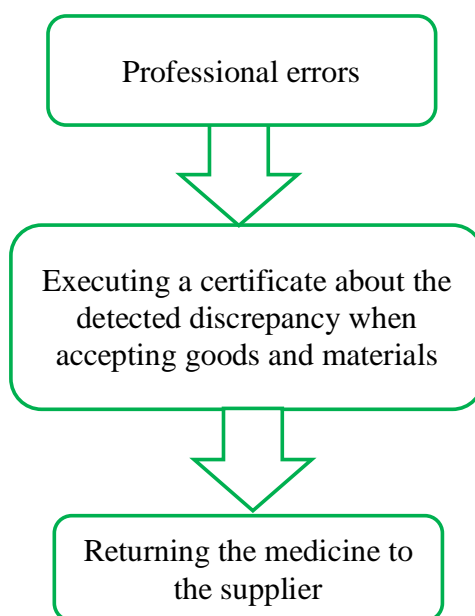 Professional errors
Executing a certificate about the
detected discrepancy when
accepting goods and materials
Returning the medicine to
the supplier